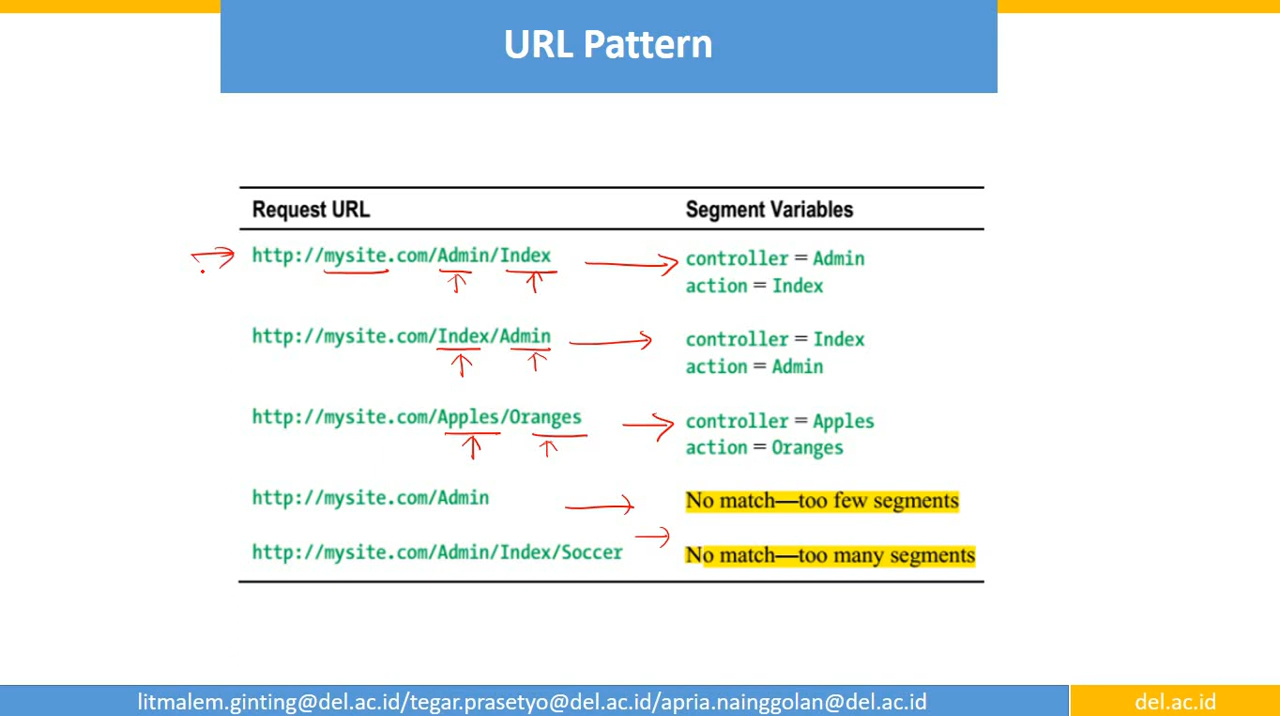 URL Pattern
Request URL Segment Variables
http://mysite.com/Admin/Index controller = Admin
action = Index
http://mysite.com/Index/Admin controller = Index
action = Admin
http://mysite.com/Apples/Oranges controller = Apples
action = Oranges
http://mysite.com/Admin No match—too few segments
http://mysite.com/Admin/Index/Soccer No match—too many segments
litmalem.ginting@del.ac.id/tegar.prasetyo@del.ac.id/apria.nainggolan@del.ac.id del.ac.id